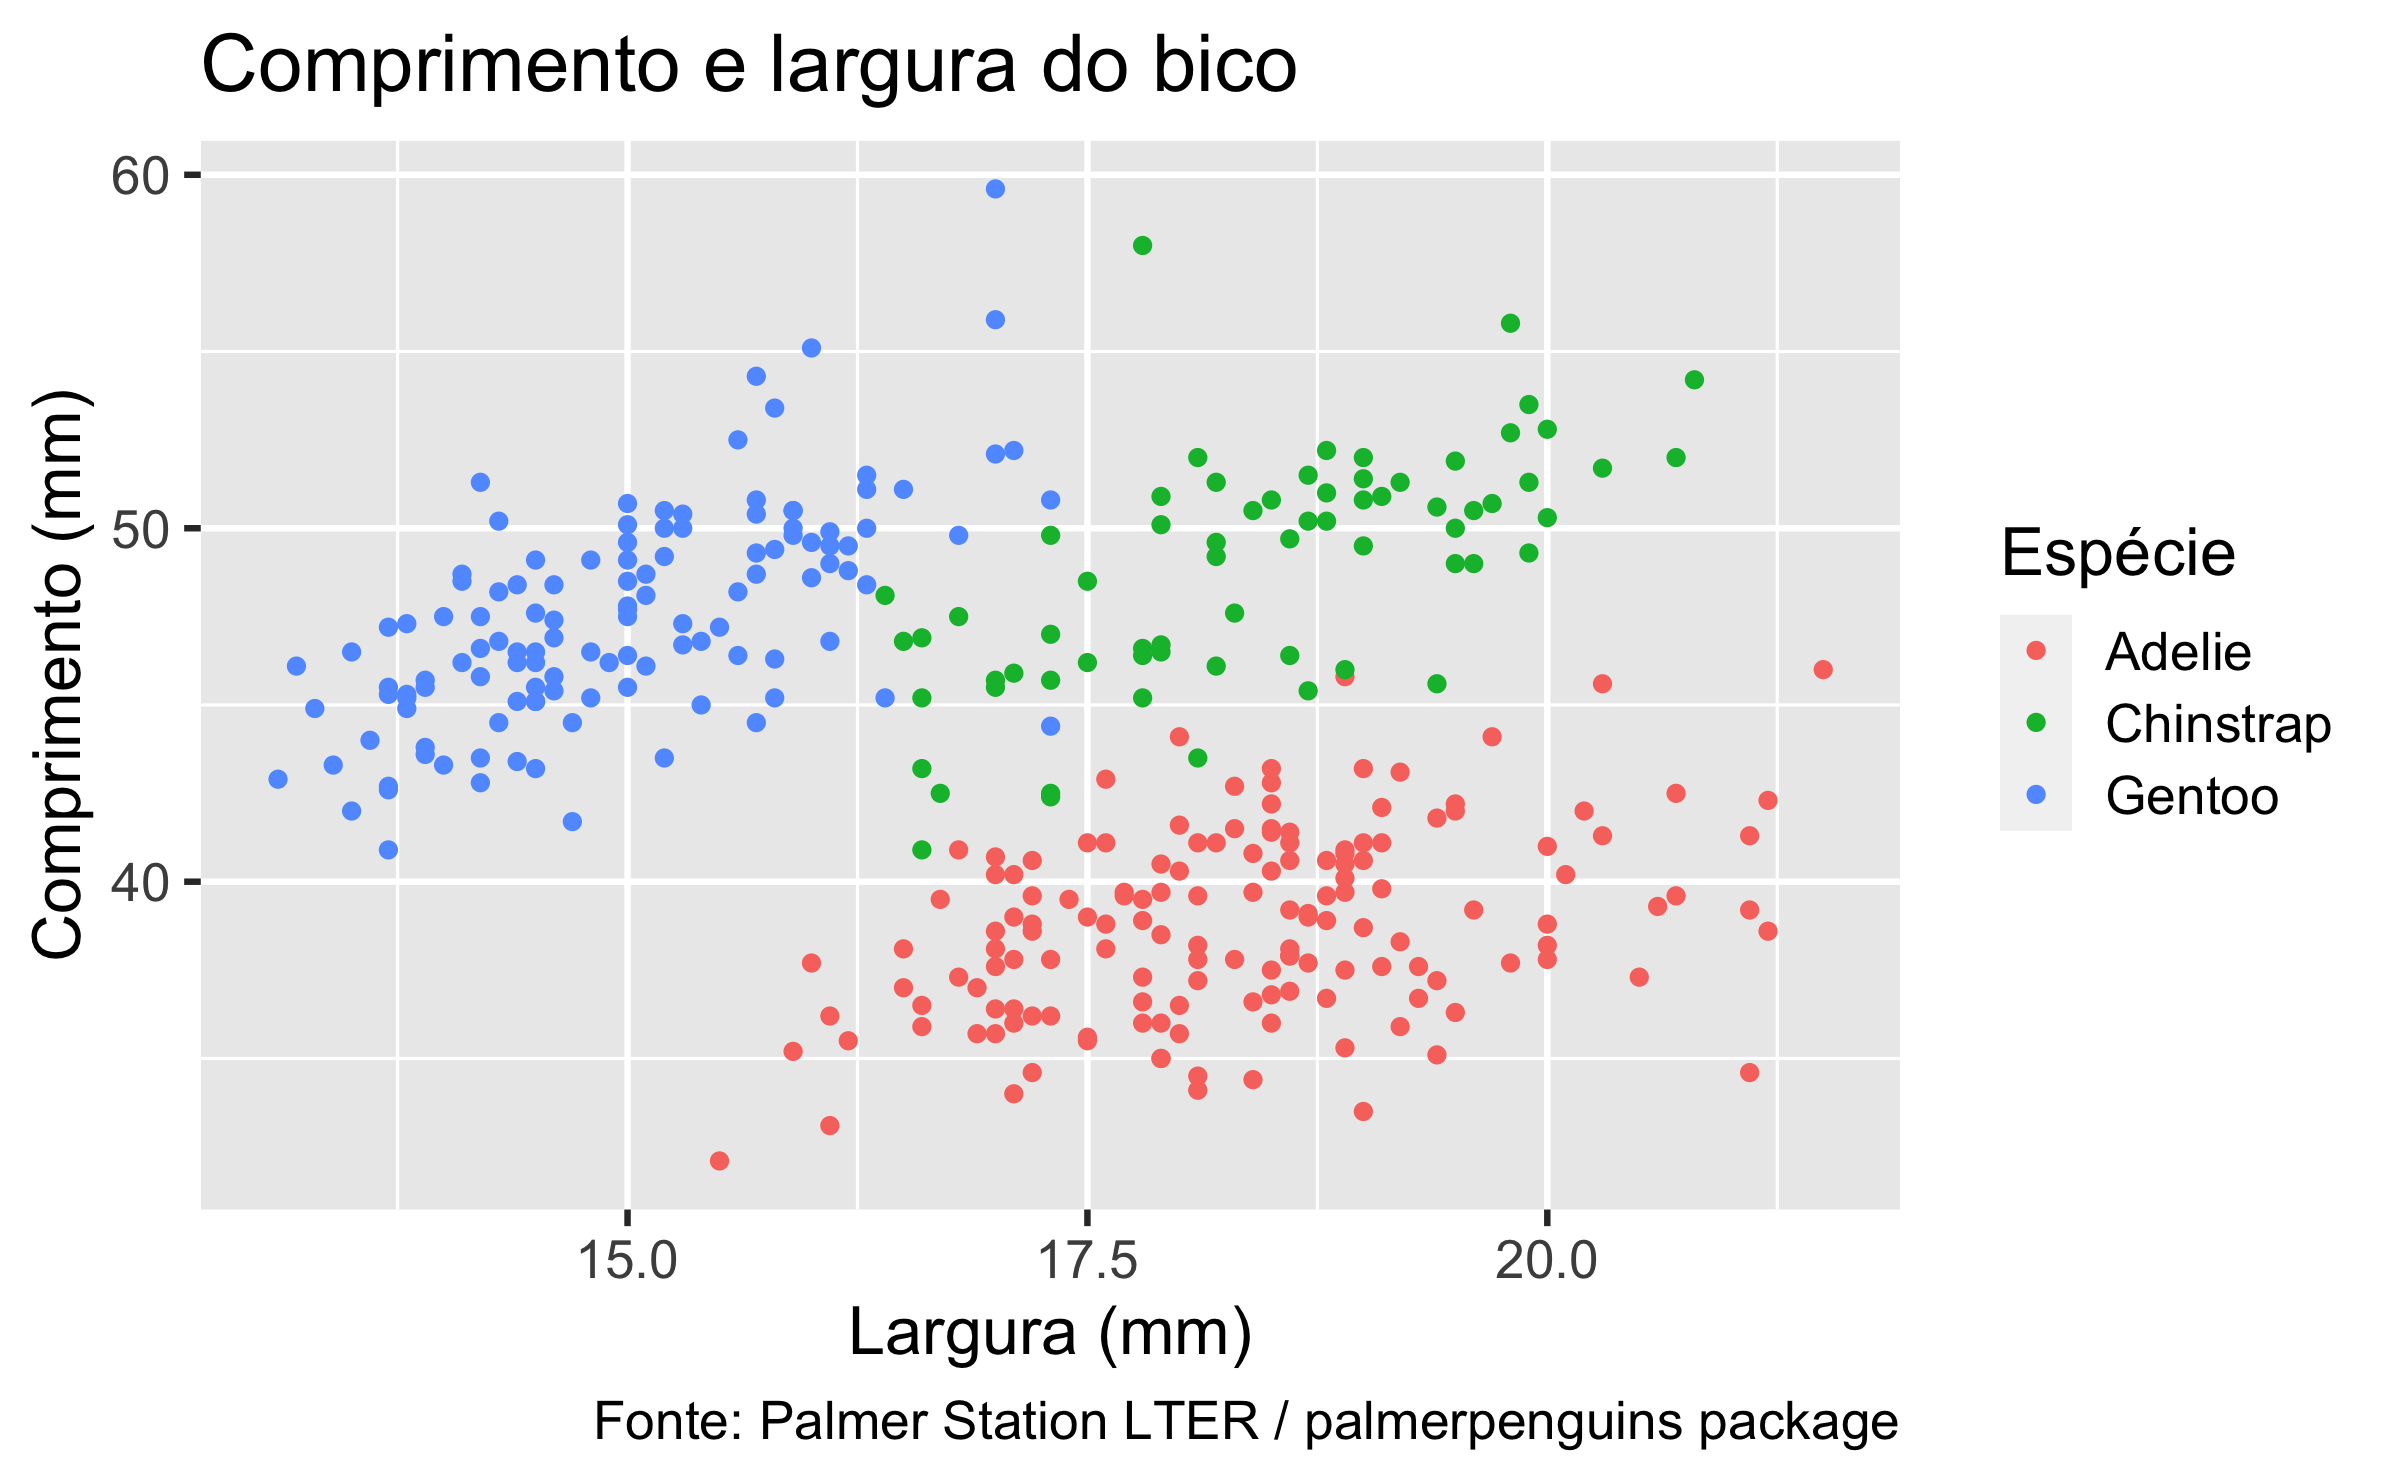 Comprimento e largura do bico
60
50
40
Comprimento (mm)
15.0
17.5
20.0
Largura (mm)
Espécie
Adelie
Chinstrap
Gentoo
Fonte: Palmer Station LTER / palmerpenguins package